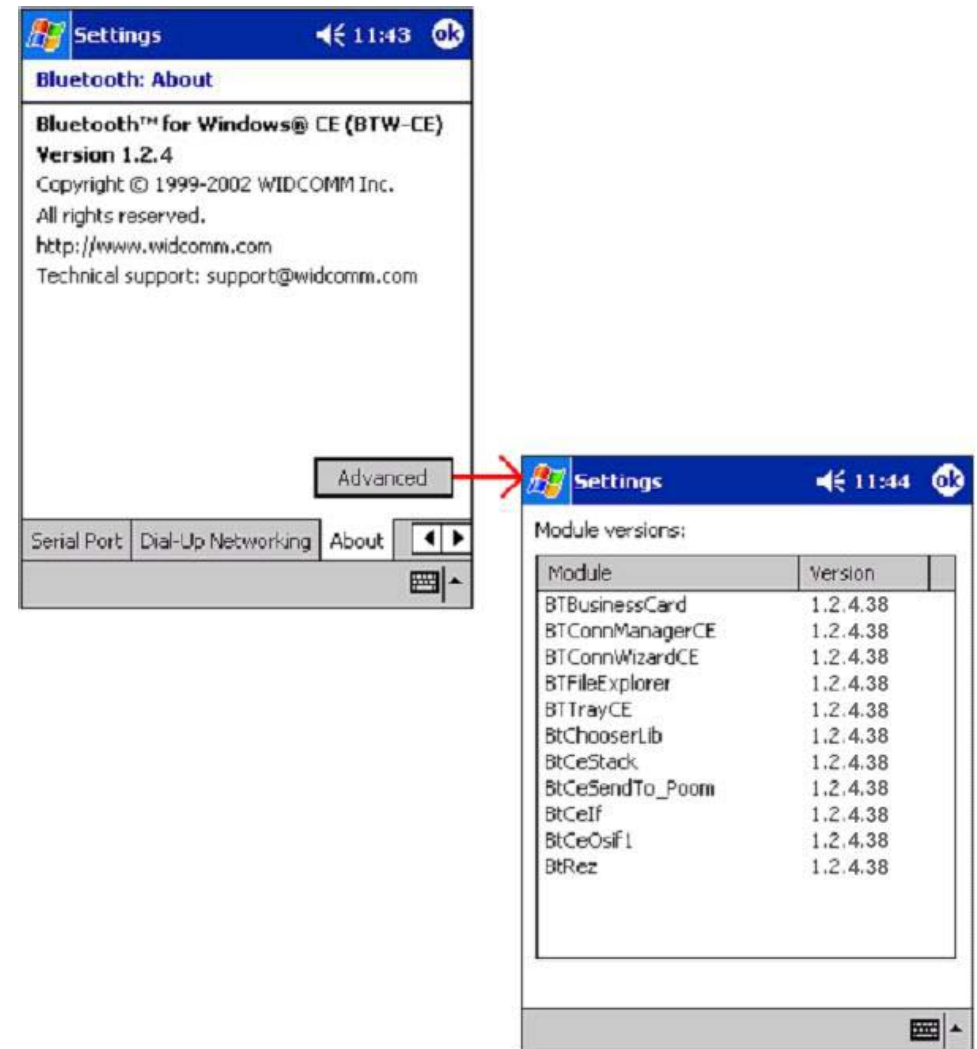 Settings 11:43 ok
Bluetooth: About
Bluetooth™ for Windows® CE (BTW-CE)
Version 1.2.4
Copyright © 1999-2002 WIDCOMM Inc.
All rights reserved.
http://www.widcomm.com
Technical support: support@widcomm.com
Advanced
Serial Port Dial-Up Networking About
Settings 11:44 ok
Module versions:
Module Version
BTBusinessCard 1.2.4.38
BTConnManagerCE 1.2.4.38
BTConnWizardCE 1.2.4.38
BTFileExplorer 1.2.4.38
BTTrayCE 1.2.4.38
BtChooserLib 1.2.4.38
BtCeStack 1.2.4.38
BtCeSendTo_Poom 1.2.4.38
BtCeIf 1.2.4.38
BtCeOsif1 1.2.4.38
BtRez 1.2.4.38